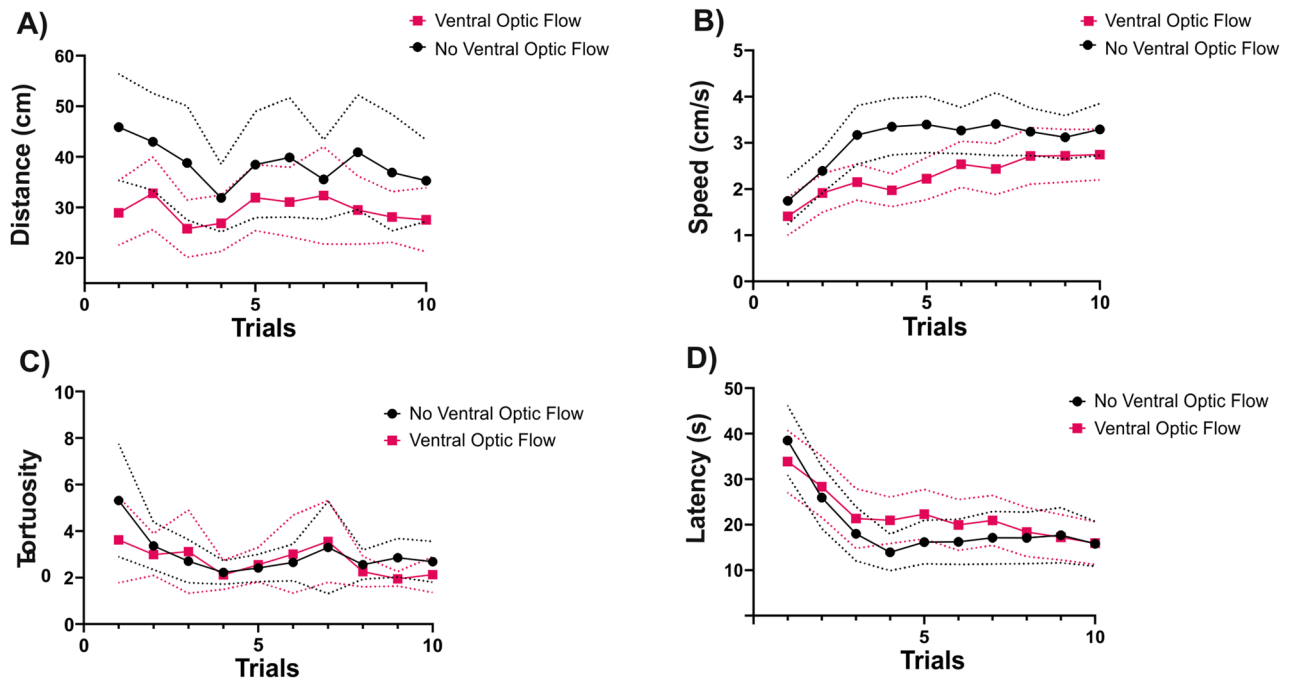 A)
Ventral Optic Flow
No Ventral Optic Flow
Distance (cm)
60
50
40
30
20
0
5
10
Trials
B)
Ventral Optic Flow
No Ventral Optic Flow
Speed (cm/s)
5
4
3
2
1
0
0
5
10
Trials
C)
No Ventral Optic Flow
Ventral Optic Flow
Tortuosity
0
10
8
6
4
2
0
0
5
10
Trials
D)
No Ventral Optic Flow
Ventral Optic Flow
Latency (s)
50
40
30
20
10
5
10
Trials